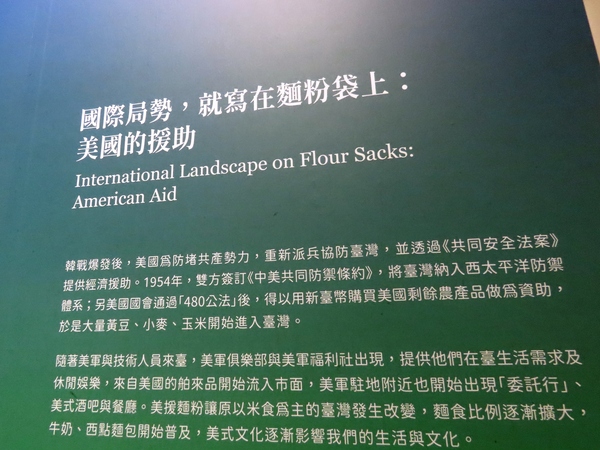 國際局勢，就寫在麵粉袋上：
美國的援助
International Landscape on Flour Sacks:
American Aid
韓戰爆發後，美國為防堵共產勢力，重新派兵協防臺灣，並透過《共同安全法案》
提供經濟援助。1954年，雙方簽訂《中美共同防禦條約》，將臺灣納入西太平洋防禦
體系；另美國國會通過「480公法」後，得以用新臺幣購買美國剩餘農產品做為資助，
於是大量黃豆、小麥、玉米開始進入臺灣。
隨著美軍與技術人員來臺，美軍俱樂部與美軍福利社出現，提供他們在臺生活需求及
休閒娛樂，來自美國的舶來品開始流入市面，美軍駐地附近也開始出現「委託行」、
美式酒吧與餐廳。美援麵粉讓原以米食為主的臺灣發生改變，麵食比例逐漸擴大，
牛奶、西點麵包開始普及，美式文化逐漸影響我們的生活與文化。